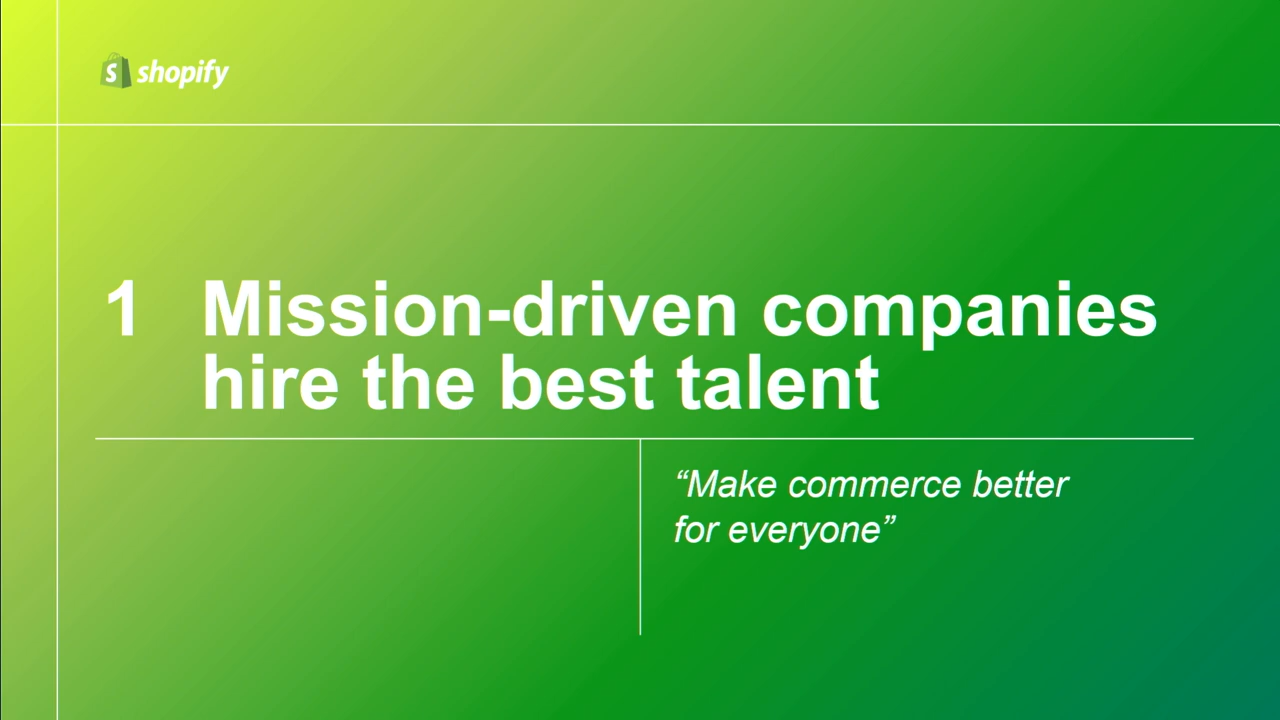 shopify
1 Mission-driven companies
hire the best talent
“Make commerce better
for everyone”